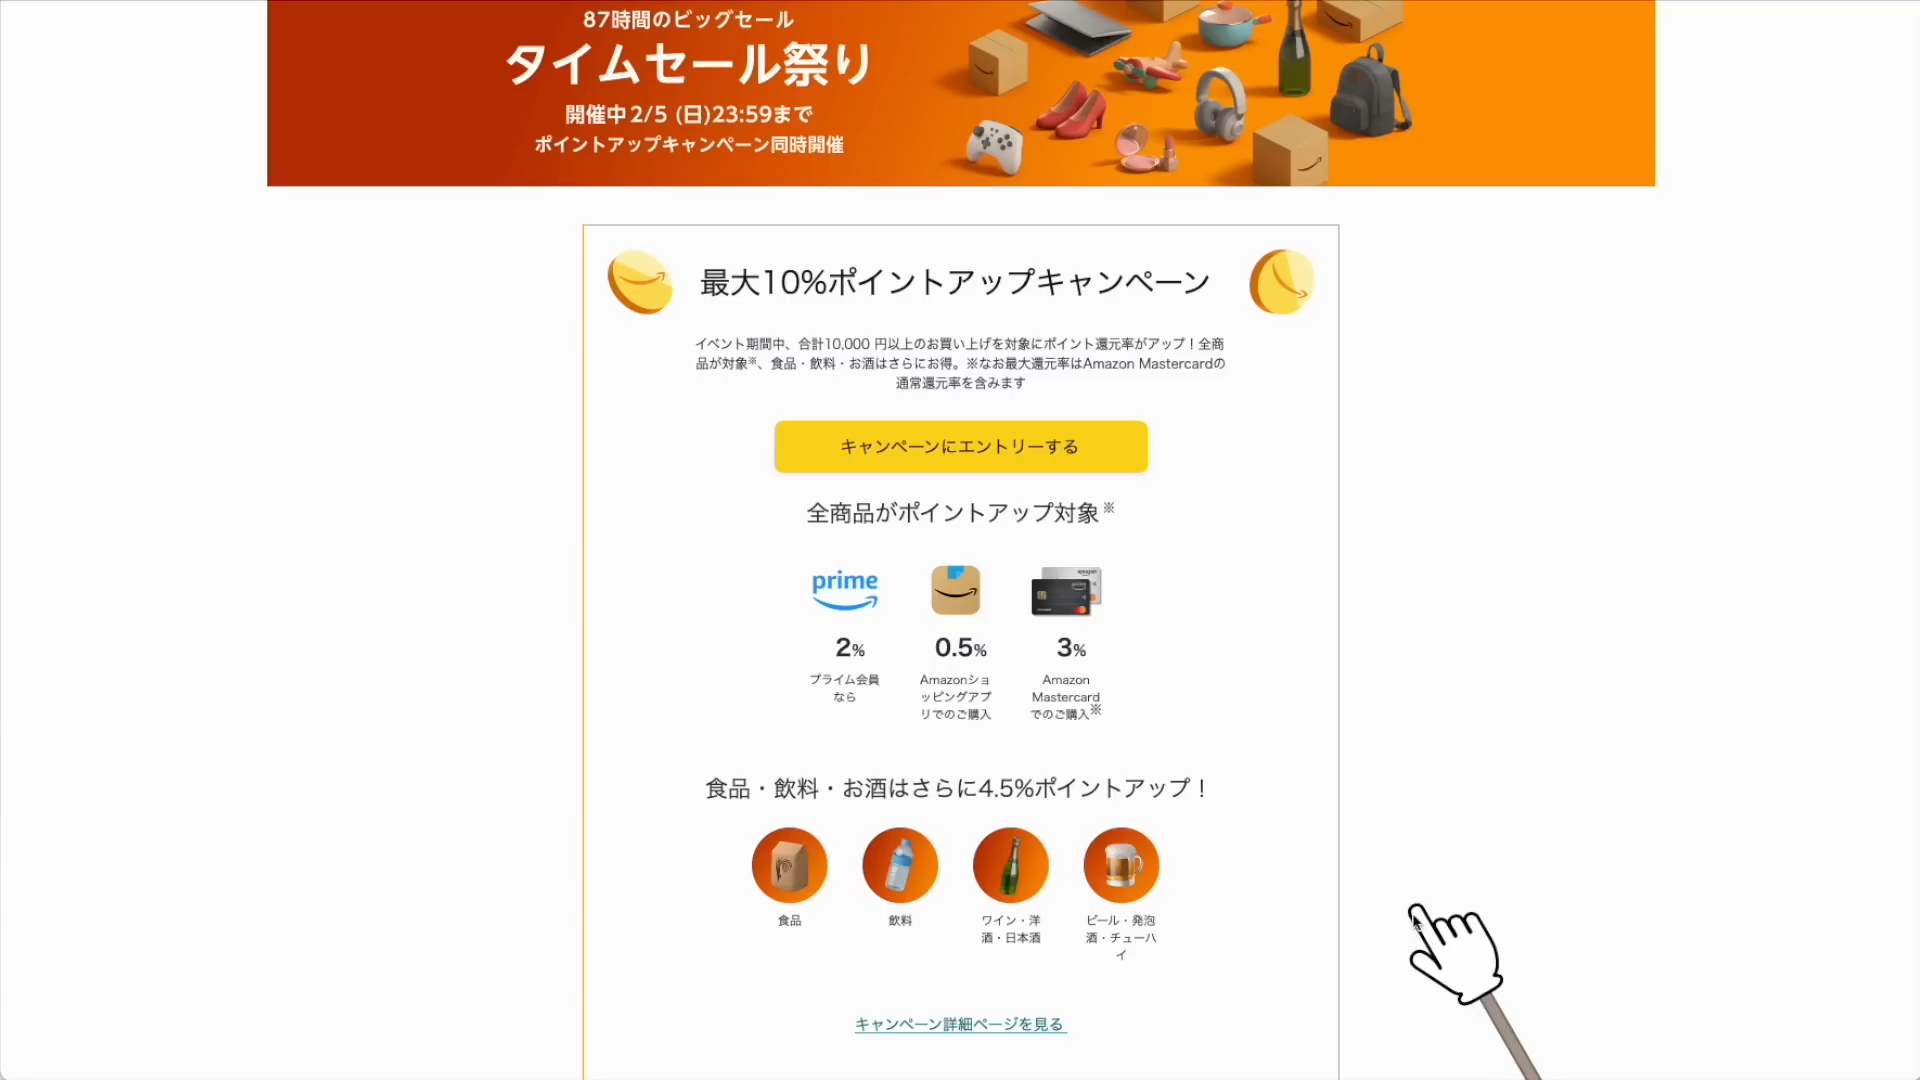 87時間のビッグセール
タイムセール祭り
開催中 2/5 (日)23:59まで
ポイントアップキャンペーン同時開催
最大10%ポイントアップキャンペーン
イベント期間中、合計10,000 円以上のお買い上げを対象にポイント還元率がアップ！全商
品が対象※、食品・飲料・お酒はさらにお得。※なお最大還元率はAmazon Mastercardの
通常還元率を含みます
キャンペーンにエントリーする
全商品がポイントアップ対象※
prime
amazon
prime
2%
0.5%
3%
プライム会員
なら
Amazonショ
ッピングアプ
リでのご購入
Amazon
Mastercard
でのご購入※
食品・飲料・お酒はさらに4.5%ポイントアップ！
食品
飲料
ワイン・洋
酒・日本酒
ビール・発泡
酒・チューハ
イ
キャンペーン詳細ページを見る